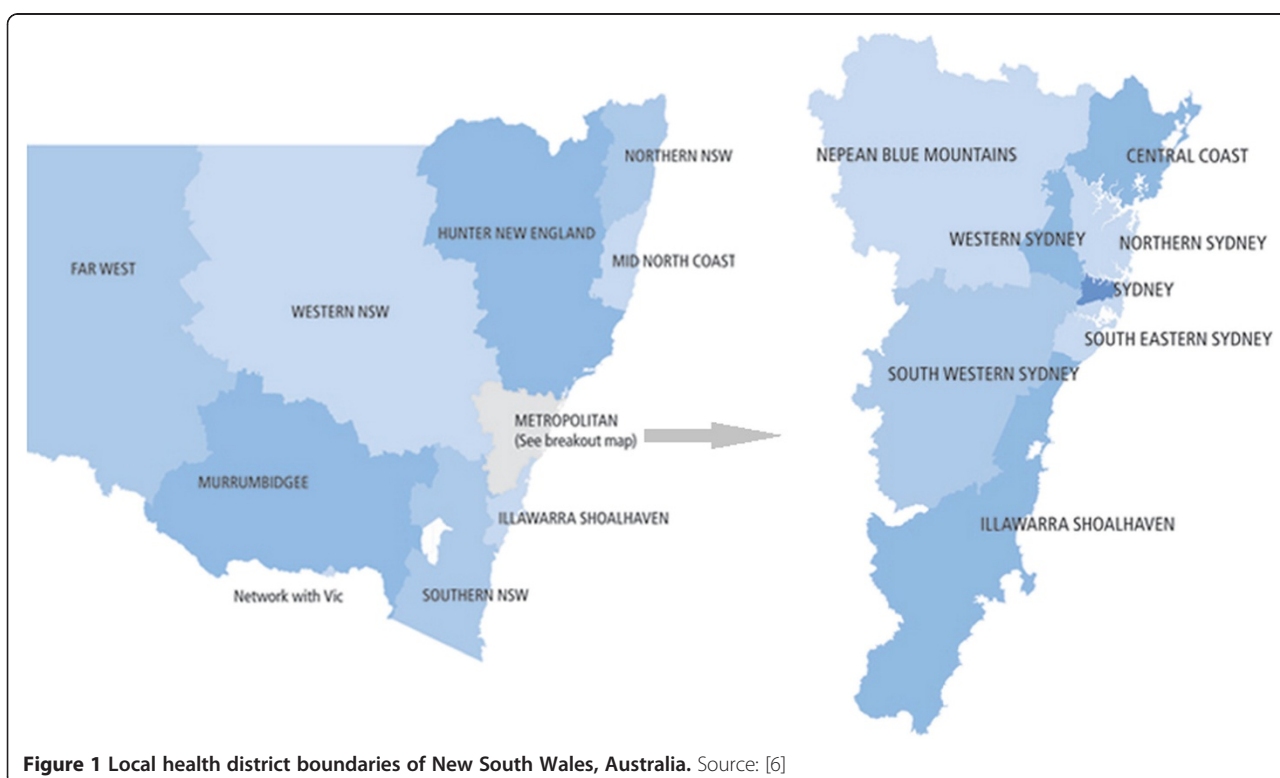 NORTHERN NSW
HUNTER NEW ENGLAND
MID NORTH COAST
FAR WEST
WESTERN NSW
METROPOLITAN
(See breakout map)
MURRUMBIDGEE
ILLAWARRA SHOALHAVEN
Network with Vic
SOUTHERN NSW
NEPEAN BLUE MOUNTAINS
CENTRAL COAST
WESTERN SYDNEY
NORTHERN SYDNEY
SYDNEY
SOUTH EASTERN SYDNEY
SOUTH WESTERN SYDNEY
ILLAWARRA SHOALHAVEN
Figure 1 Local health district boundaries of New South Wales, Australia. Source: [6]